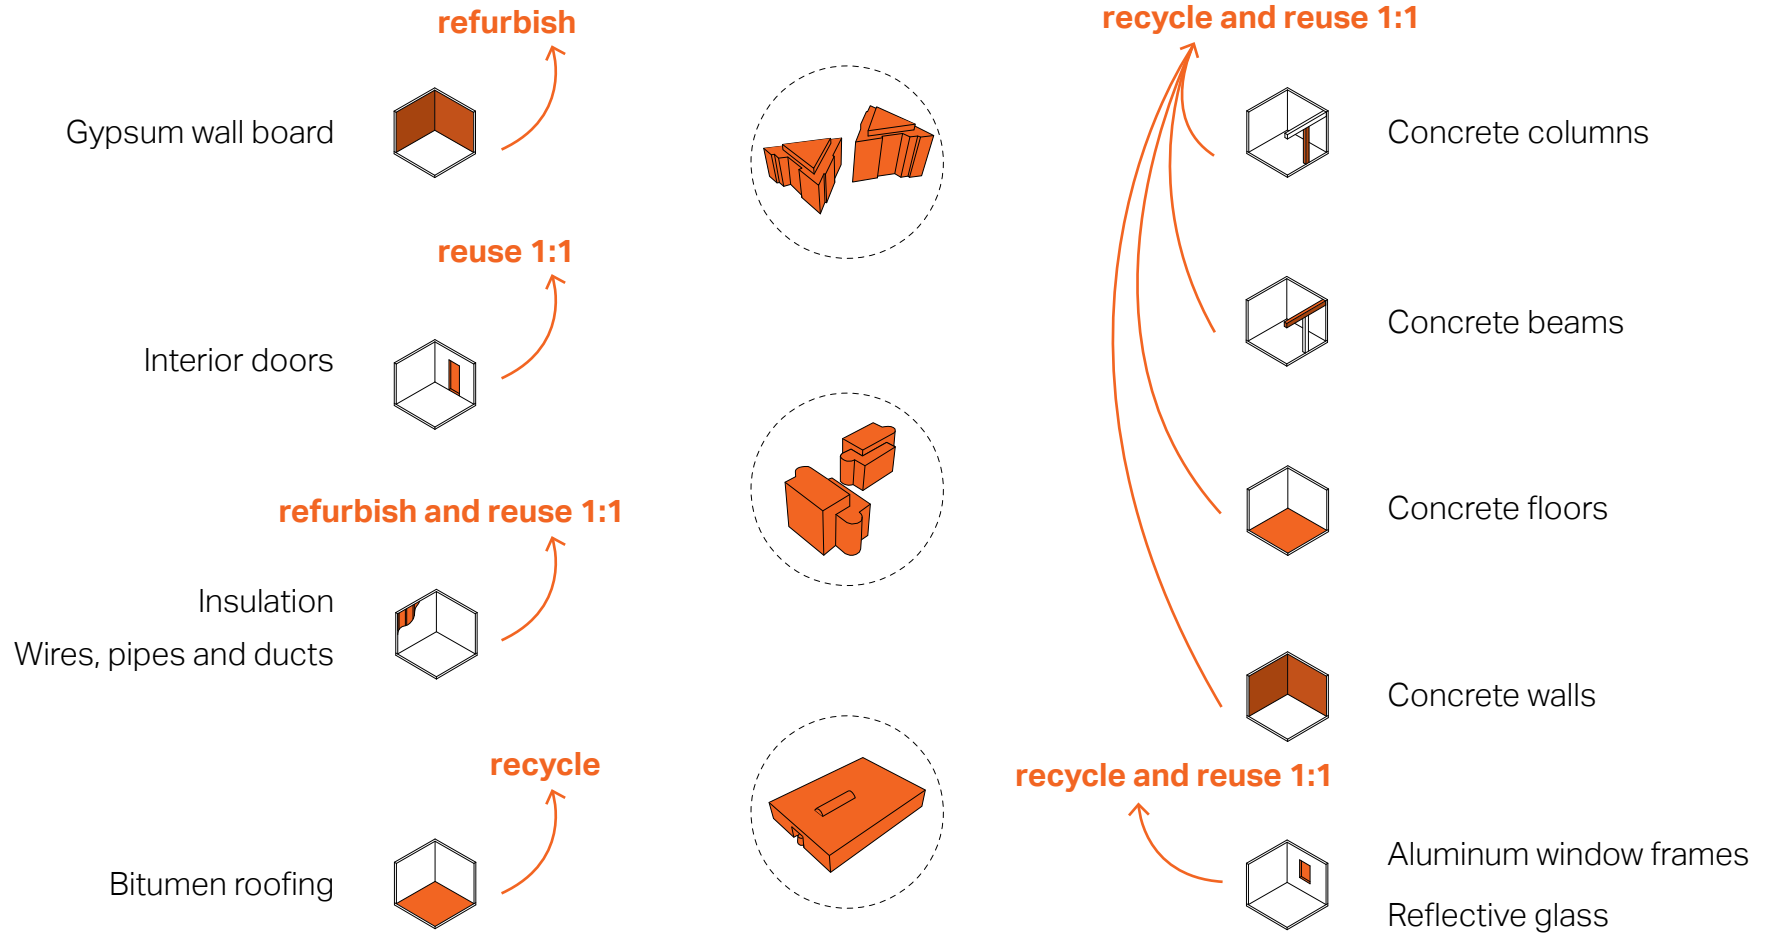 refurbish
Gypsum wall board
reuse 1:1
Interior doors
refurbish and reuse 1:1
Insulation
Wires, pipes and ducts
recycle
Bitumen roofing
recycle and reuse 1:1
Concrete columns
Concrete beams
Concrete floors
Concrete walls
recycle and reuse 1:1
Aluminum window frames
Reflective glass